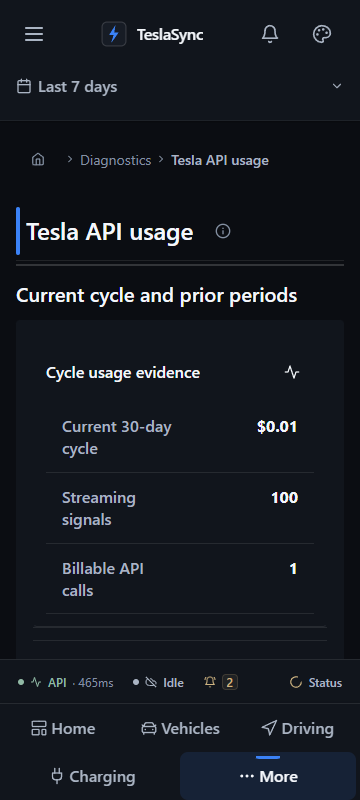 TeslaSync
Last 7 days
Diagnostics
Tesla API usage
Tesla API usage
Current cycle and prior periods
Cycle usage evidence
Current 30-day
cycle
$0.01
Streaming
signals
100
Billable API
calls
1
API · 465ms
Idle
2
Status
Home
Vehicles
Driving
Charging
More